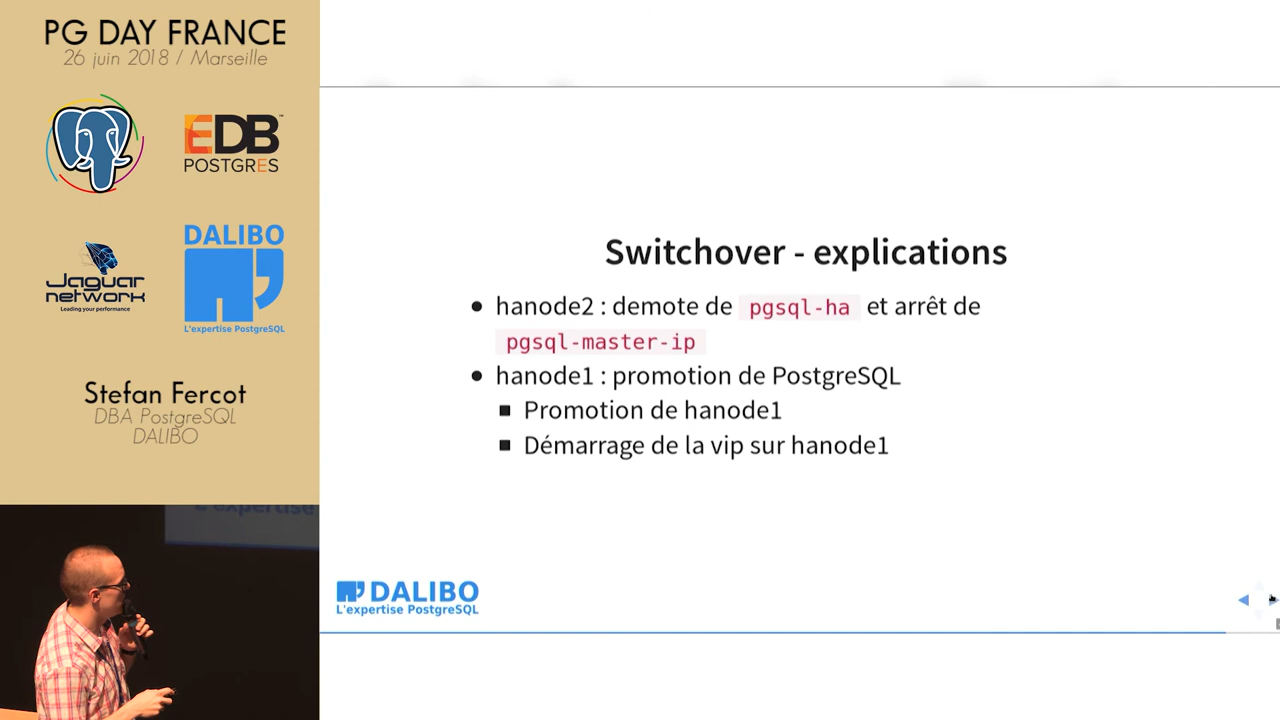 PG DAY FRANCE
26 juin 2018 / Marseille
EDB™
POSTGRES
Jaguar
network
Leading your performance
DALIBO
L'expertise PostgreSQL
Stefan Fercot
DBA PostgreSQL
DALIBO
L'expertise
Switchover - explications
• hanode2 : demote de pgsql-ha et arrêt de
pgsql-master-ip
• hanode1 : promotion de PostgreSQL
▪ Promotion de hanode1
▪ Démarrage de la vip sur hanode1
DALIBO
L'expertise PostgreSQL